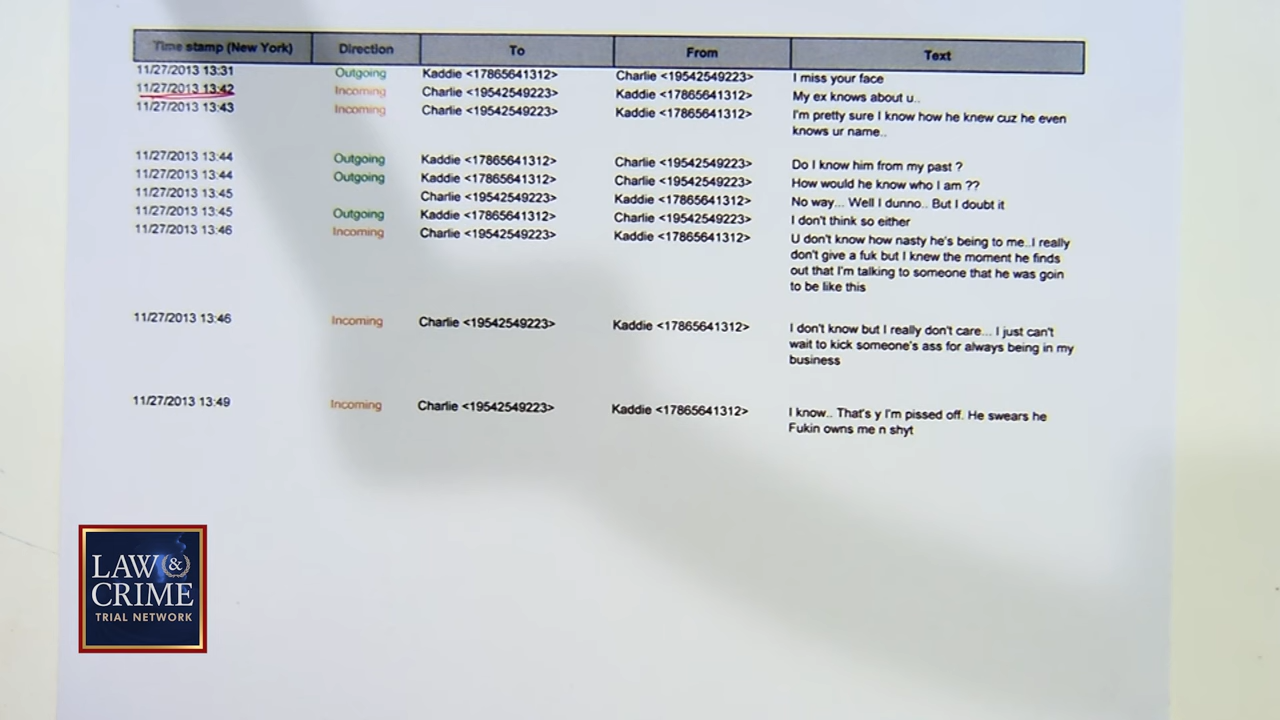 Time stamp (New York) Direction To From Text
11/27/2013 13:31 Outgoing Kaddie <17865641312> Charlie <19542549223> I miss your face
11/27/2013 13:42 Incoming Charlie <19542549223> Kaddie <17865641312> My ex knows about u..
11/27/2013 13:43 Incoming Charlie <19542549223> Kaddie <17865641312> I'm pretty sure I know how he knew cuz he even
knows ur name..
11/27/2013 13:44 Outgoing Kaddie <17865641312> Charlie <19542549223> Do I know him from my past ?
11/27/2013 13:44 Outgoing Kaddie <17865641312> Charlie <19542549223> How would he know who I am ??
11/27/2013 13:45 Charlie <19542549223> Kaddie <17865641312> No way... Well I dunno.. But I doubt it
11/27/2013 13:45 Outgoing Kaddie <17865641312> Charlie <19542549223> I don't think so either
11/27/2013 13:46 Incoming Charlie <19542549223> Kaddie <17865641312> U don't know how nasty he's being to me..I really
don't give a fuk but I knew the moment he finds
out that I'm talking to someone that he was goin
to be like this
11/27/2013 13:46 Incoming Charlie <19542549223> Kaddie <17865641312> I don't know but I really don't care... I just can't
wait to kick someone's ass for always being in my
business
11/27/2013 13:49 Incoming Charlie <19542549223> Kaddie <17865641312> I know.. That's y I'm pissed off. He swears he
Fukin owns me n shyt
LAW &
CRIME
TRIAL NETWORK